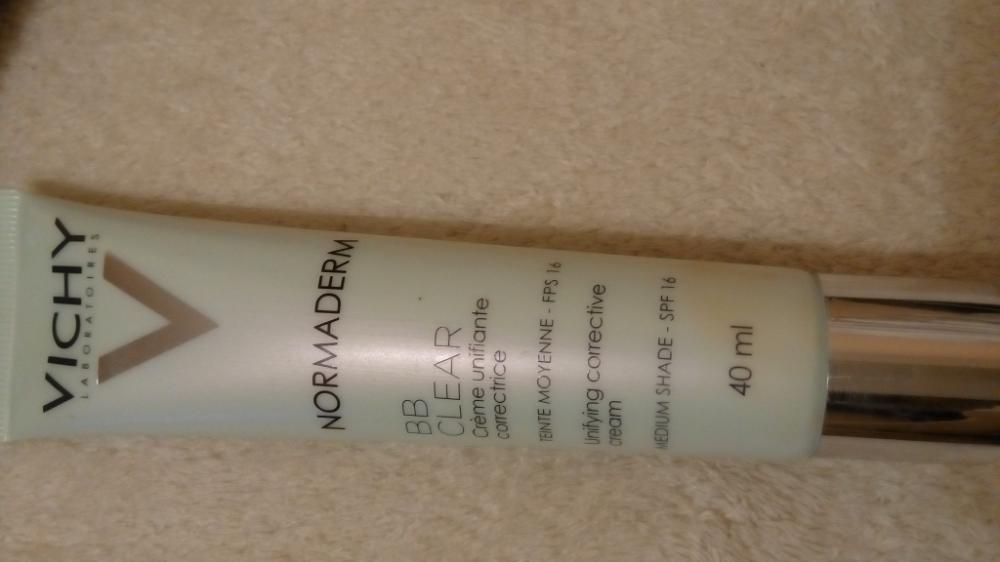 VICHY
LABORATOIRES
NORMADERM
BB
CLEAR
Crème unifiante
correctrice
TEINTE MOYENNE - FPS 16
Unifying corrective
cream
MEDIUM SHADE - SPF 16
40 ml